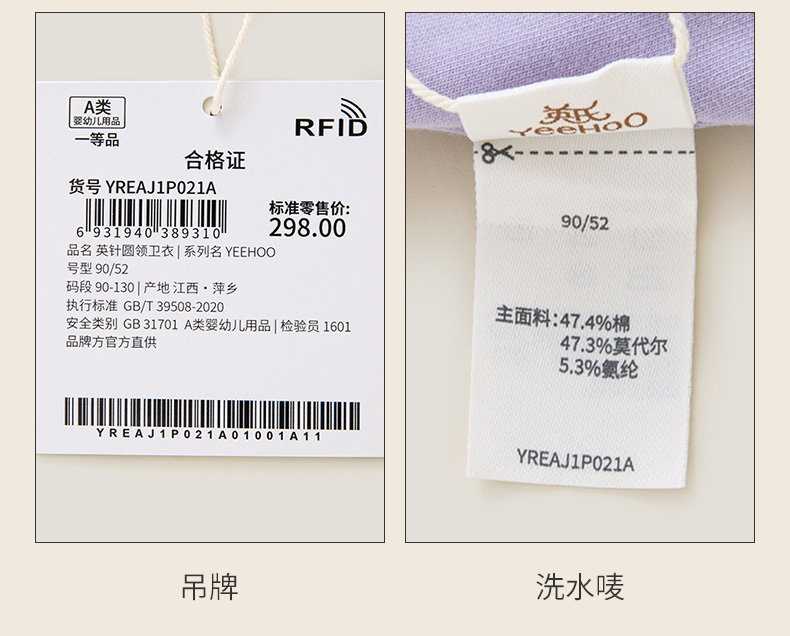 A类
婴幼儿用品
一等品
RFID
合格证
货号 YREAJ1P021A
标准零售价:
298.00
6 931940 389310
品名 英针圆领卫衣 | 系列名 YEEHOO
号型 90/52
码段 90-130 | 产地 江西·萍乡
执行标准 GB/T 39508-2020
安全类别 GB 31701 A类婴幼儿用品 | 检验员 1601
品牌方官方直供
YREAJ1P021A01001A11
吊牌
英氏
YeeHoO
90/52
主面料:47.4%棉
47.3%莫代尔
5.3%氨纶
YREAJ1P021A
洗水唛